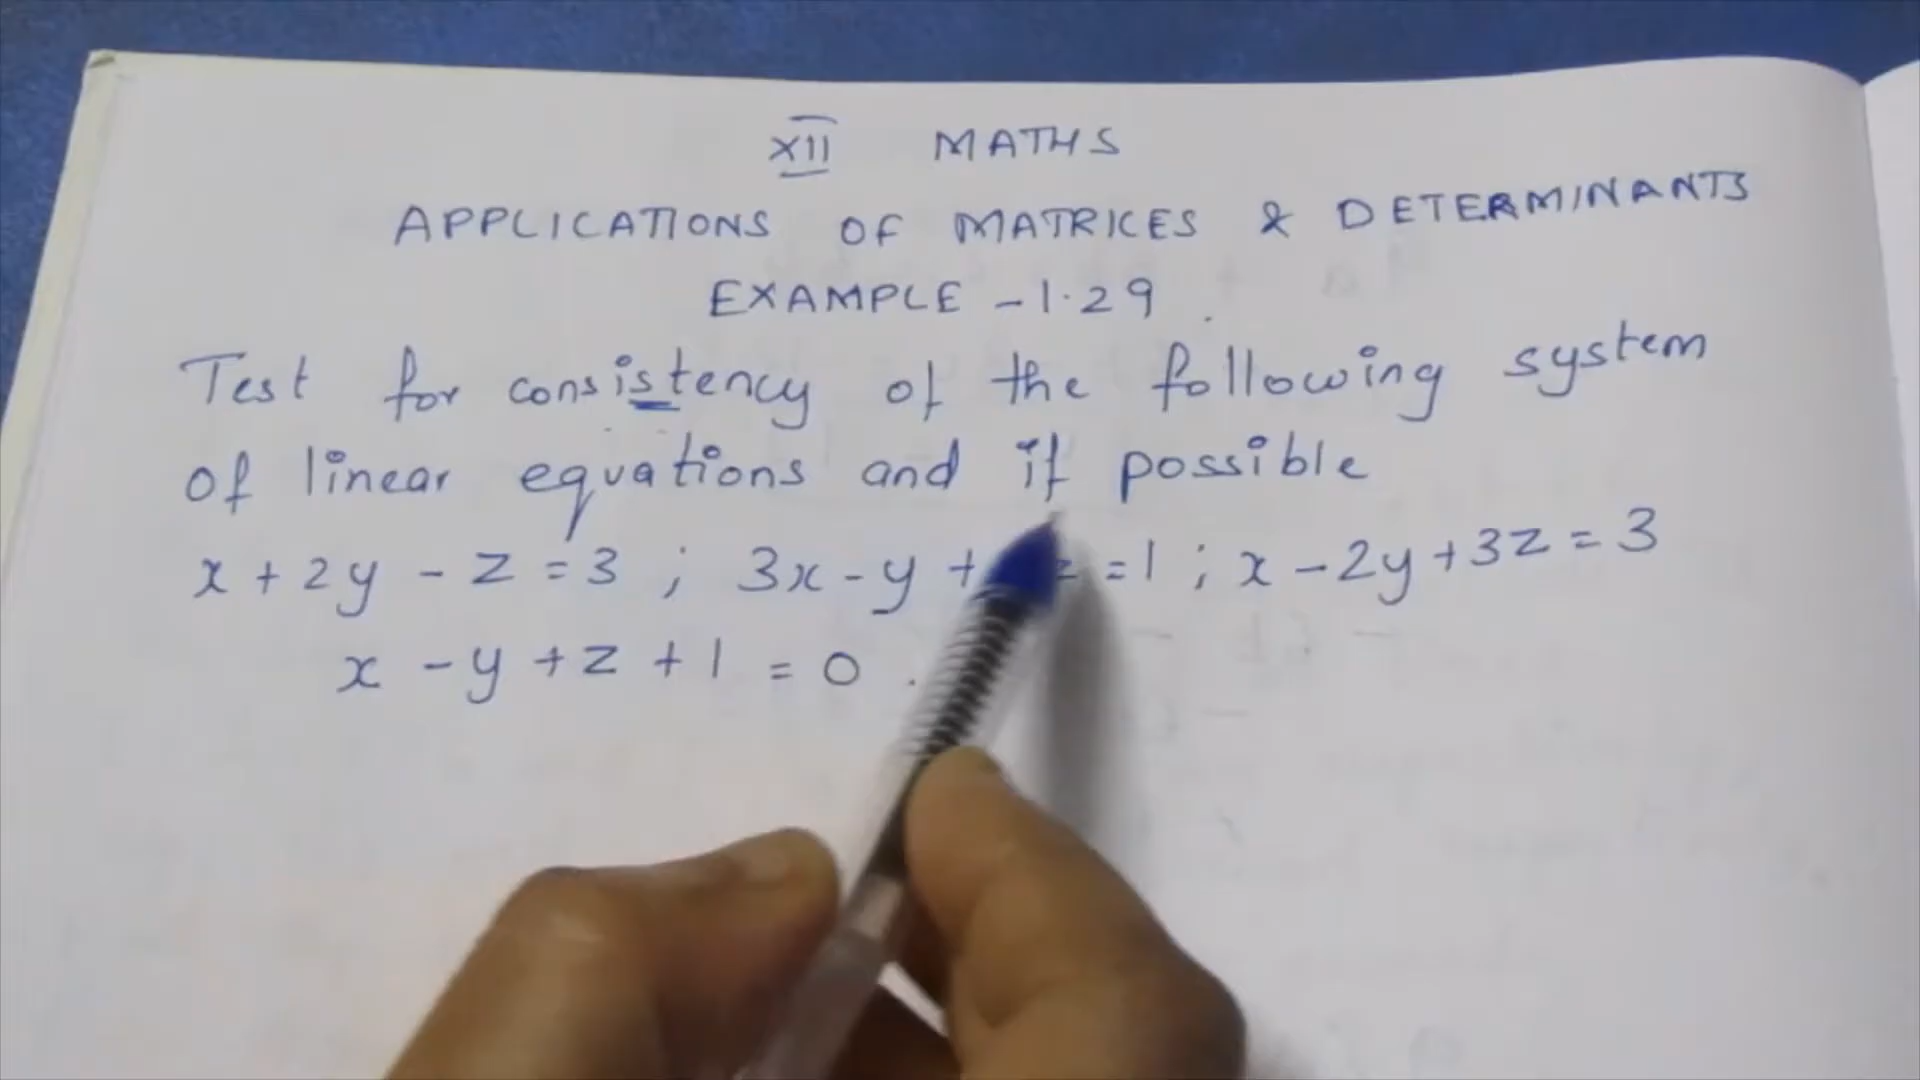 XII MATHS
APPLICATIONS OF MATRICES & DETERMINANTS
EXAMPLE - 1.29
Test for consistency of the following system
of linear equations and if possible
x + 2y - z = 3 ; 3x - y + z = 1 ; x - 2y + 3z = 3
x - y + z + 1 = 0 .